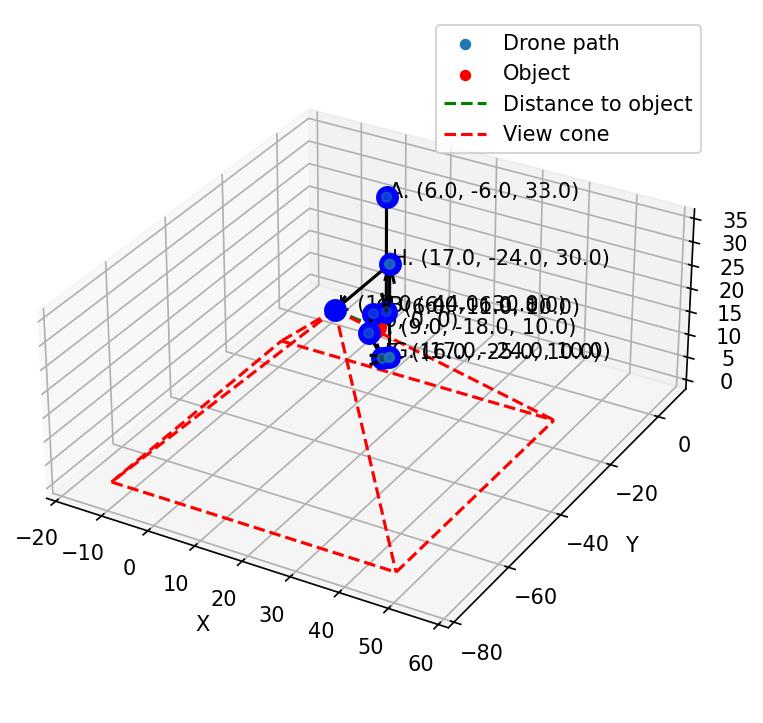 Drone path
Object
Distance to object
View cone
A. (6.0, -6.0, 33.0)
H. (17.0, -24.0, 30.0)
(9.0, -18.0, 10.0)
35
30
25
20
15
10
5
0
0
−20
−40
Y
−60
−80
−20
−10
0
10
20
30
40
50
60
X